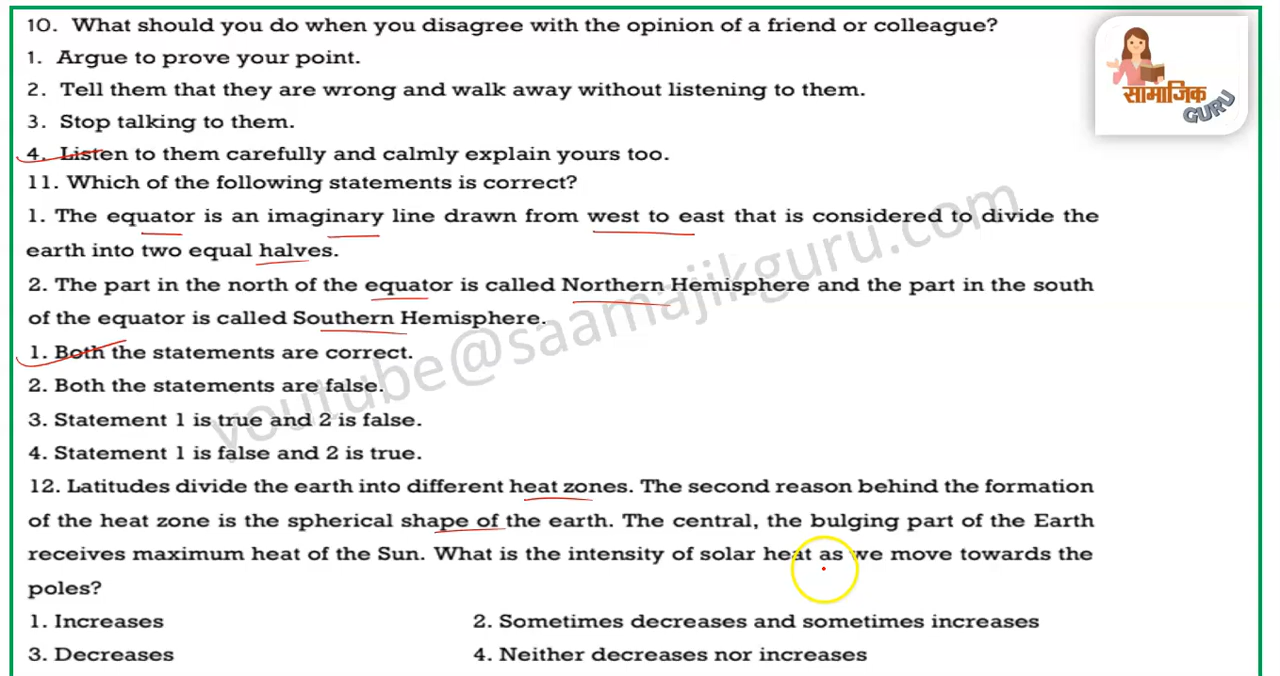 10. What should you do when you disagree with the opinion of a friend or colleague?
1. Argue to prove your point.
2. Tell them that they are wrong and walk away without listening to them.
3. Stop talking to them.
4. Listen to them carefully and calmly explain yours too.
11. Which of the following statements is correct?
1. The equator is an imaginary line drawn from west to east that is considered to divide the
earth into two equal halves.
2. The part in the north of the equator is called Northern Hemisphere and the part in the south
of the equator is called Southern Hemisphere.
1. Both the statements are correct.
2. Both the statements are false.
3. Statement 1 is true and 2 is false.
4. Statement 1 is false and 2 is true.
12. Latitudes divide the earth into different heat zones. The second reason behind the formation
of the heat zone is the spherical shape of the earth. The central, the bulging part of the Earth
receives maximum heat of the Sun. What is the intensity of solar heat as we move towards the
poles?
1. Increases 2. Sometimes decreases and sometimes increases
3. Decreases 4. Neither decreases nor increases
सामाजिक
GURU
youtube@saamajikguru.com